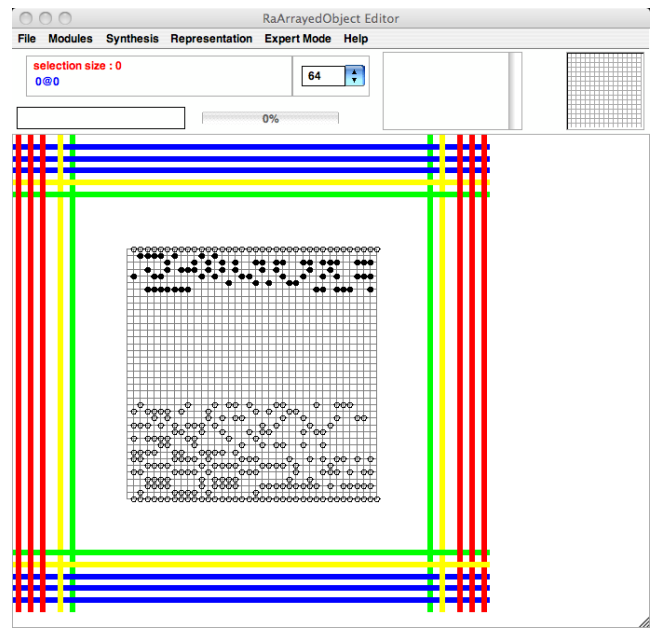 RaArrayedObject Editor
File Modules Synthesis Representation Expert Mode Help
selection size : 0
0@0
64
0%